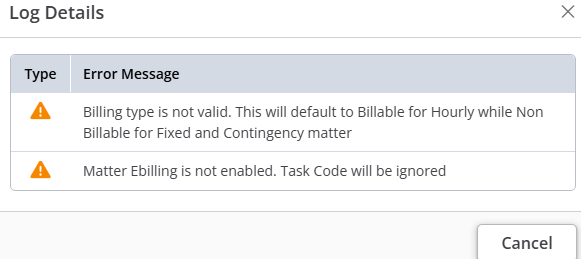 Log Details
Type Error Message
Billing type is not valid. This will default to Billable for Hourly while Non
Billable for Fixed and Contingency matter
Matter Ebilling is not enabled. Task Code will be ignored
Cancel